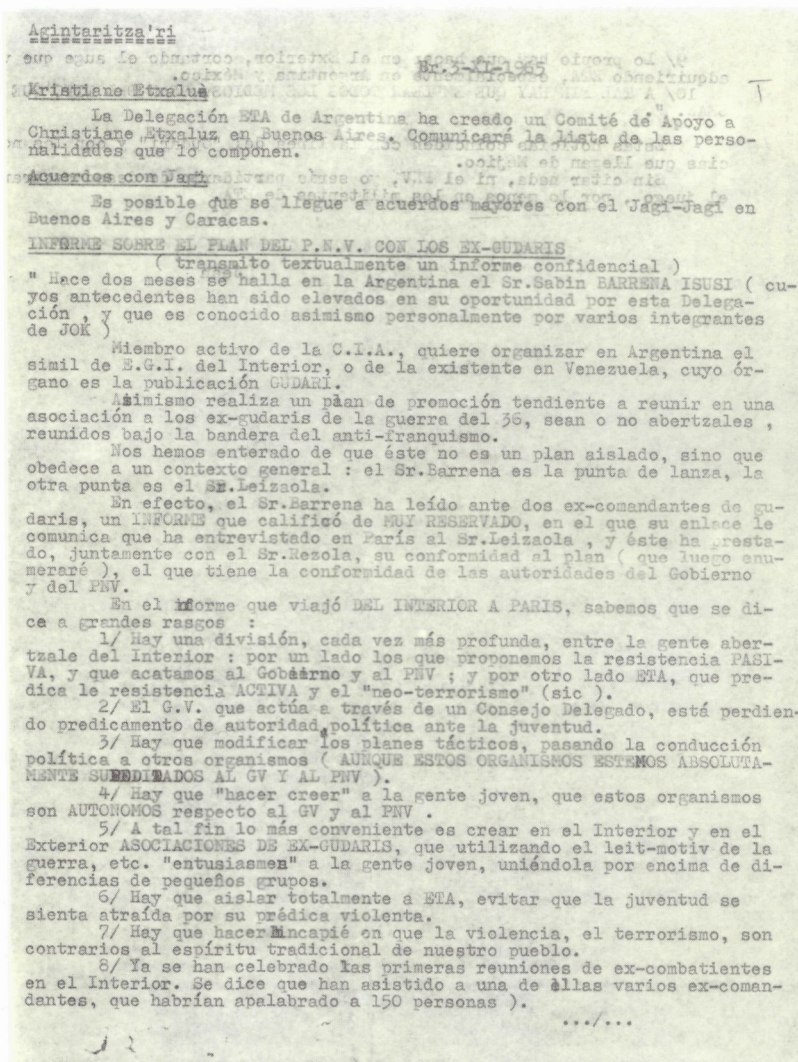 Agintaritza'ri
Br. 3-XI-1965
Kristiane Etxaluè
La Delegación ETA de Argentina ha creado un Comité de Apoyo a
Christiane Etxaluz en Buenos Aires. Comunicará la lista de las perso-
nalidades que lo componen.
Acuerdos con Jagi
Es posible que se llegue a acuerdos mayores con el Jagi-Jagi en
Buenos Aires y Caracas.
INFORME SOBRE EL PLAN DEL P.N.V. CON LOS EX-GUDARIS
( transmito textualmente un informe confidencial )
" Hace dos meses se halla en la Argentina el Sr.Sabin BARRENA ISUSI ( cu-
yos antecedentes han sido elevados en su oportunidad por esta Delega-
ción , y que es conocido asimismo personalmente por varios integrantes
de JOK )
Miembro activo de la C.I.A., quiere organizar en Argentina el
simil de E.G.I. del Interior, o de la existente en Venezuela, cuyo ór-
gano es la publicación GUDARI.
Asimismo realiza un plan de promoción tendiente a reunir en una
asociación a los ex-gudaris de la guerra del 36, sean o no abertzales ,
reunidos bajo la bandera del anti-franquismo.
Nos hemos enterado de que éste no es un plan aislado, sino que
obedece a un contexto general : el Sr.Barrena es la punta de lanza, la
otra punta es el Sr.Leizaola.
En efecto, el Sr.Barrena ha leído ante dos ex-comandantes de gu-
daris, un INFORME que calificó de MUY RESERVADO, en el que su enlace le
comunica que ha entrevistado en París al Sr.Leizaola , y éste ha presta-
do, juntamente con el Sr.Rezola, su conformidad al plan ( que luego enu-
meraré ), el que tiene la conformidad de las autoridades del Gobierno
y del PNV.
En el informe que viajó DEL INTERIOR A PARIS, sabemos que se di-
ce a grandes rasgos :
1/ Hay una división, cada vez más profunda, entre la gente aber-
tzale del Interior : por un lado los que proponemos la resistencia PASI-
VA, y que acatamos al Gobierno y al PNV ; y por otro lado ETA, que pre-
dica le resistencia ACTIVA y el "neo-terrorismo" (sic ).
2/ El G.V. que actúa a través de un Consejo Delegado, está perdien-
do predicamento de autoridad política ante la juventud.
3/ Hay que modificar los planes tácticos, pasando la conducción
política a otros organismos ( AUNQUE ESTOS ORGANISMOS ESTEMOS ABSOLUTA-
MENTE SUPEDITADOS AL GV Y AL PNV ).
4/ Hay que "hacer creer" a la gente joven, que estos organismos
son AUTONOMOS respecto al GV y al PNV .
5/ A tal fin lo más conveniente es crear en el Interior y en el
Exterior ASOCIACIONES DE EX-GUDARIS, que utilizando el leit-motiv de la
guerra, etc. "entusiasmen" a la gente joven, uniéndola por encima de di-
ferencias de pequeños grupos.
6/ Hay que aislar totalmente a ETA, evitar que la juventud se
sienta atraída por su prédica violenta.
7/ Hay que hacer hincapié en que la violencia, el terrorismo, son
contrarios al espíritu tradicional de nuestro pueblo.
8/ Ya se han celebrado las primeras reuniones de ex-combatientes
en el Interior. Se dice que han asistido a una de éllas varios ex-coman-
dantes, que habrían apalabrado a 150 personas ).
.../...